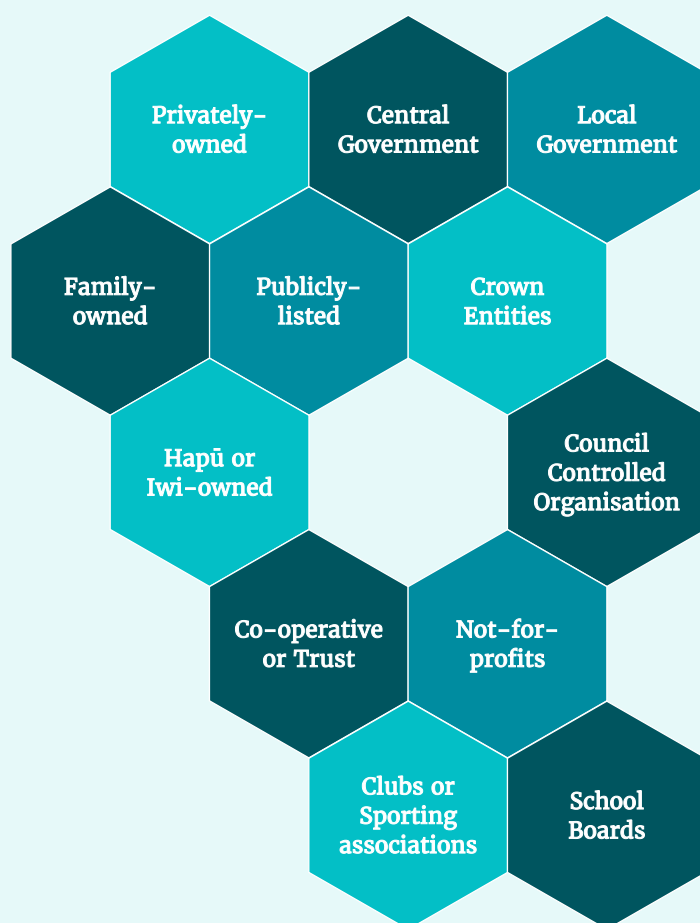 Privately-
owned
Central
Government
Local
Government
Family-
owned
Publicly-
listed
Crown
Entities
Hapū or
Iwi-owned
Council
Controlled
Organisation
Co-operative
or Trust
Not-for-
profits
Clubs or
Sporting
associations
School
Boards